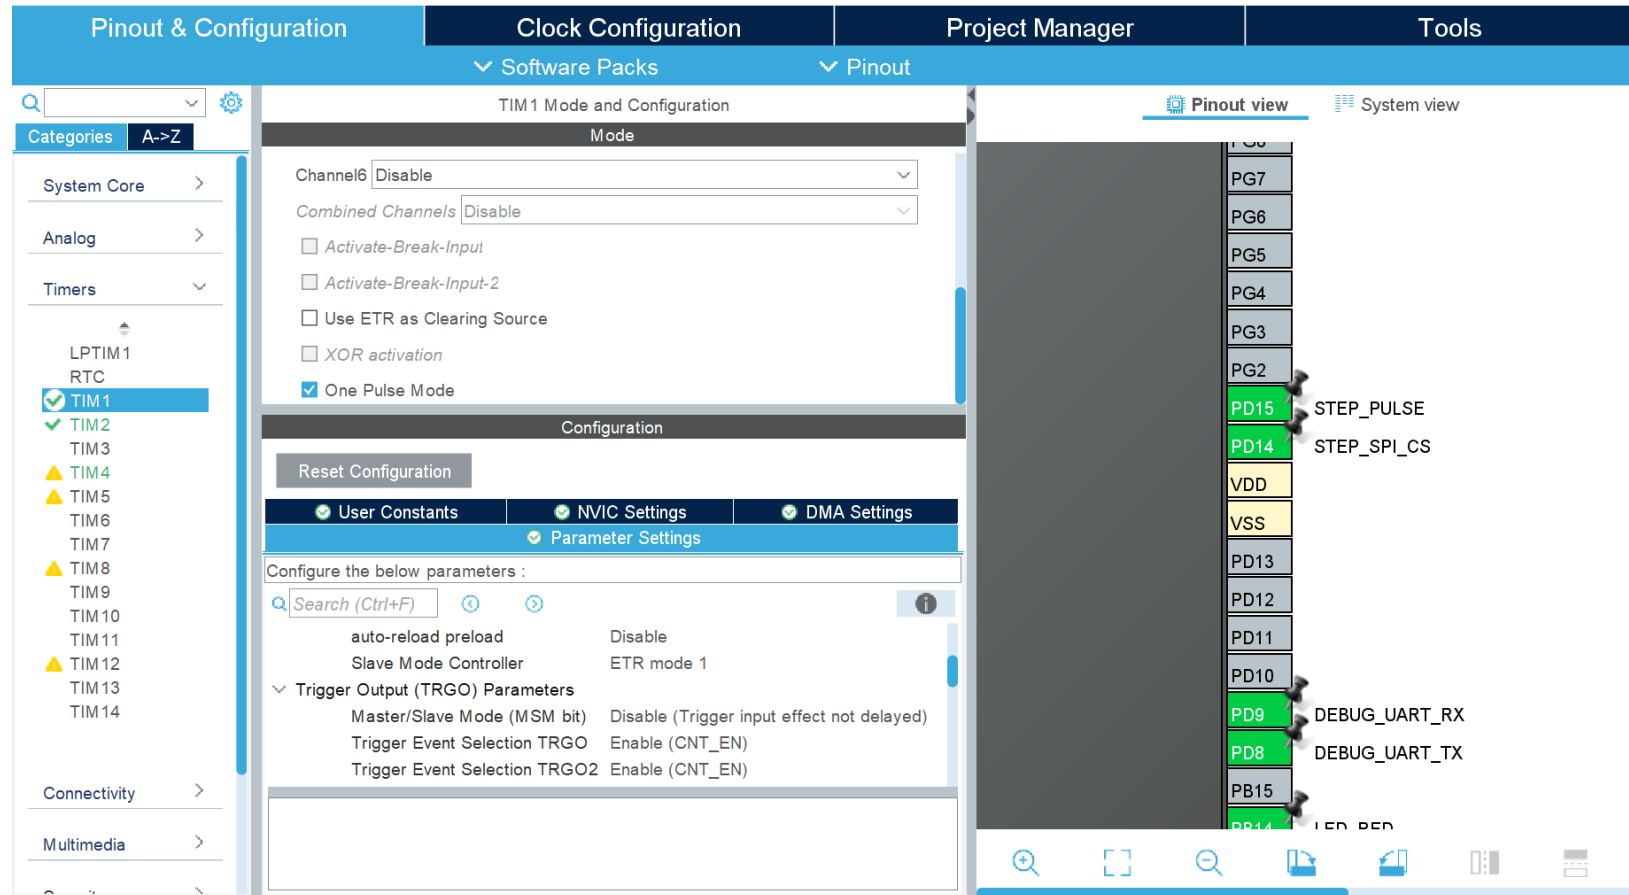 Pinout & Configuration
Clock Configuration
Project Manager
Tools
Software Packs
Pinout
Categories
A->Z
System Core
Analog
Timers
LPTIM1
RTC
TIM1
TIM2
TIM3
TIM4
TIM5
TIM6
TIM7
TIM8
TIM9
TIM10
TIM11
TIM12
TIM13
TIM14
Connectivity
Multimedia
TIM1 Mode and Configuration
Mode
Channel6 Disable
Combined Channels Disable
Activate-Break-Input
Activate-Break-Input-2
Use ETR as Clearing Source
XOR activation
One Pulse Mode
Configuration
Reset Configuration
User Constants
NVIC Settings
DMA Settings
Parameter Settings
Configure the below parameters :
Search (Ctrl+F)
auto-reload preload Disable
Slave Mode Controller ETR mode 1
Trigger Output (TRGO) Parameters
Master/Slave Mode (MSM bit) Disable (Trigger input effect not delayed)
Trigger Event Selection TRGO Enable (CNT_EN)
Trigger Event Selection TRGO2 Enable (CNT_EN)
Pinout view
System view
PG7
PG6
PG5
PG4
PG3
PG2
PD15 STEP_PULSE
PD14 STEP_SPI_CS
VDD
VSS
PD13
PD12
PD11
PD10
PD9 DEBUG_UART_RX
PD8 DEBUG_UART_TX
PB15
PB14 LED_RED